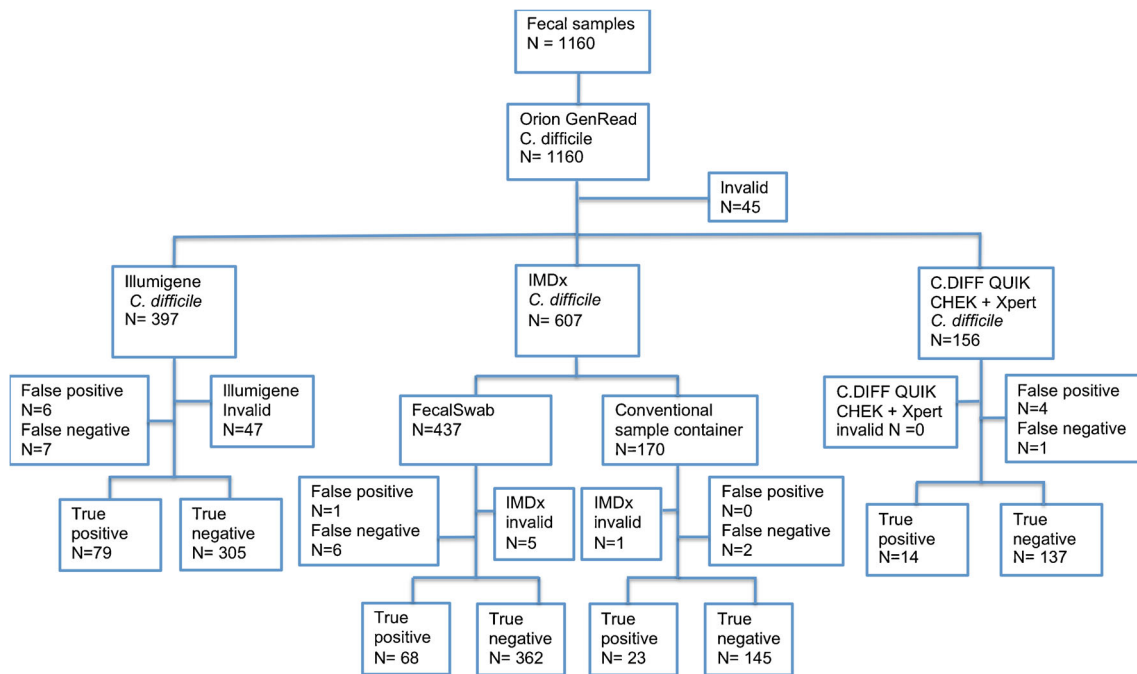 Fecal samples
N = 1160
Orion GenRead
C. difficile
N= 1160
Invalid
N=45
Illumigene
C. difficile
N= 397
IMDx
C. difficile
N= 607
C.DIFF QUIK
CHEK + Xpert
C. difficile
N=156
False positive
N=6
False negative
N=7
Illumigene
Invalid
N=47
FecalSwab
N=437
Conventional
sample container
N=170
C.DIFF QUIK
CHEK + Xpert
invalid N =0
False positive
N=4
False negative
N=1
True
positive
N=79
True
negative
N= 305
False positive
N=1
False negative
N=6
IMDx
invalid
N=5
IMDx
invalid
N=1
False positive
N=0
False negative
N=2
True
positive
N=14
True
negative
N= 137
True
positive
N= 68
True
negative
N= 362
True
positive
N= 23
True
negative
N= 145